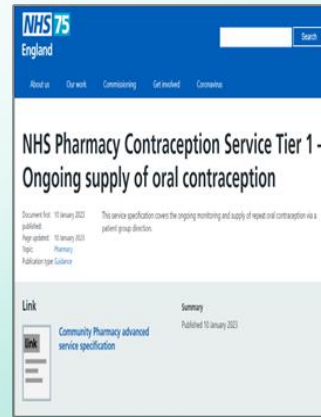 NHS 75
England
Search
About us Our work Commissioning Get involved Coronavirus
NHS Pharmacy Contraception Service Tier 1 –
Ongoing supply of oral contraception
Document first published: 10 January 2023
Page updated: 10 January 2023
Topic: Pharmacy
Publication type: Guidance
This service specification covers the ongoing monitoring and supply of repeat oral contraception via a
patient group direction.
Link
link
Community Pharmacy advanced
service specification
Summary
Published 10 January 2023